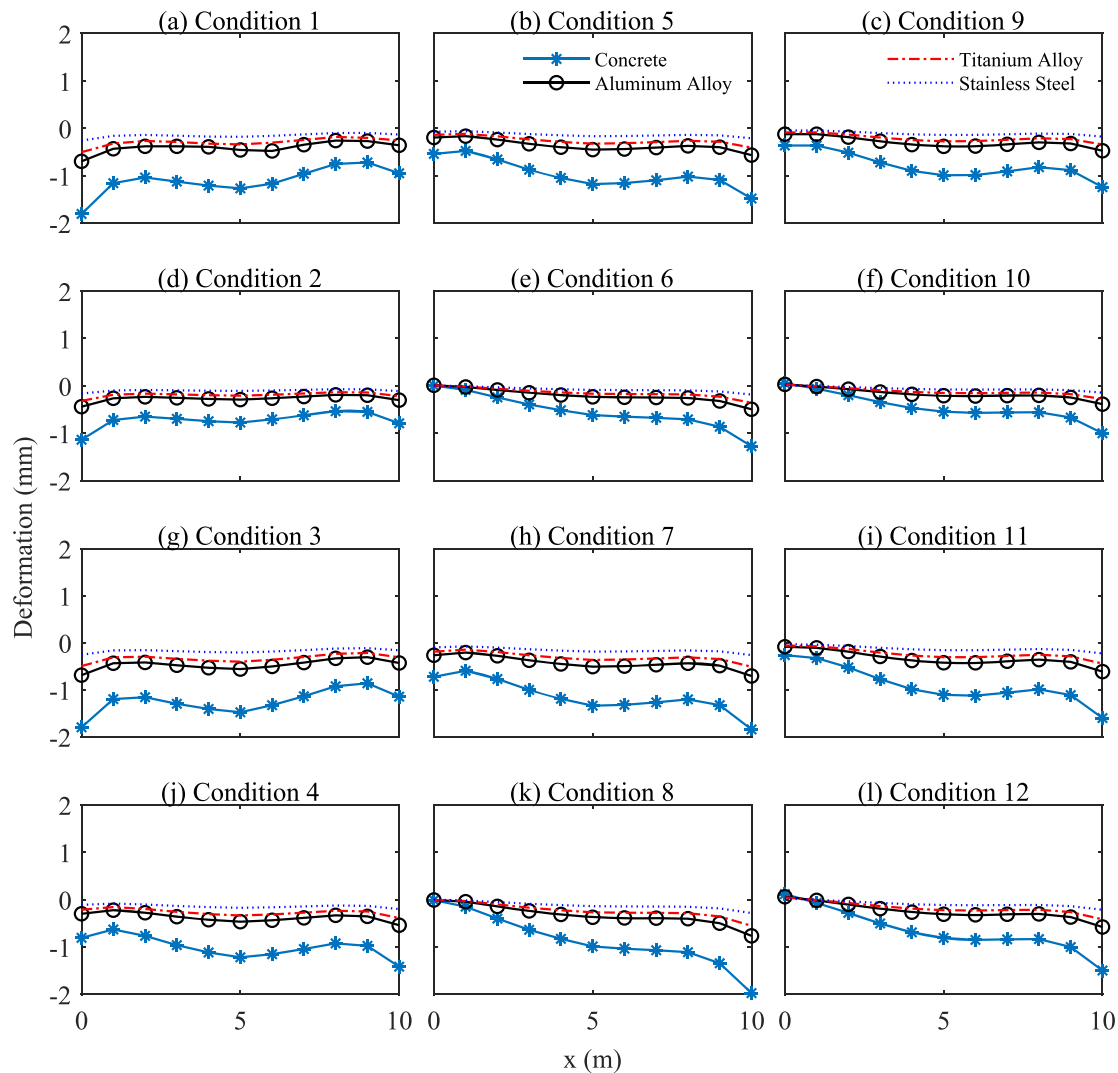 (a) Condition 1
(b) Condition 5
(c) Condition 9
2
1
0
-1
-2
Concrete
Aluminum Alloy
Titanium Alloy
Stainless Steel
(d) Condition 2
(e) Condition 6
(f) Condition 10
2
1
0
-1
-2
(g) Condition 3
(h) Condition 7
(i) Condition 11
2
1
0
-1
-2
Deformation (mm)
(j) Condition 4
(k) Condition 8
(l) Condition 12
2
1
0
-1
-2
0
5
10
0
5
10
0
5
10
x (m)